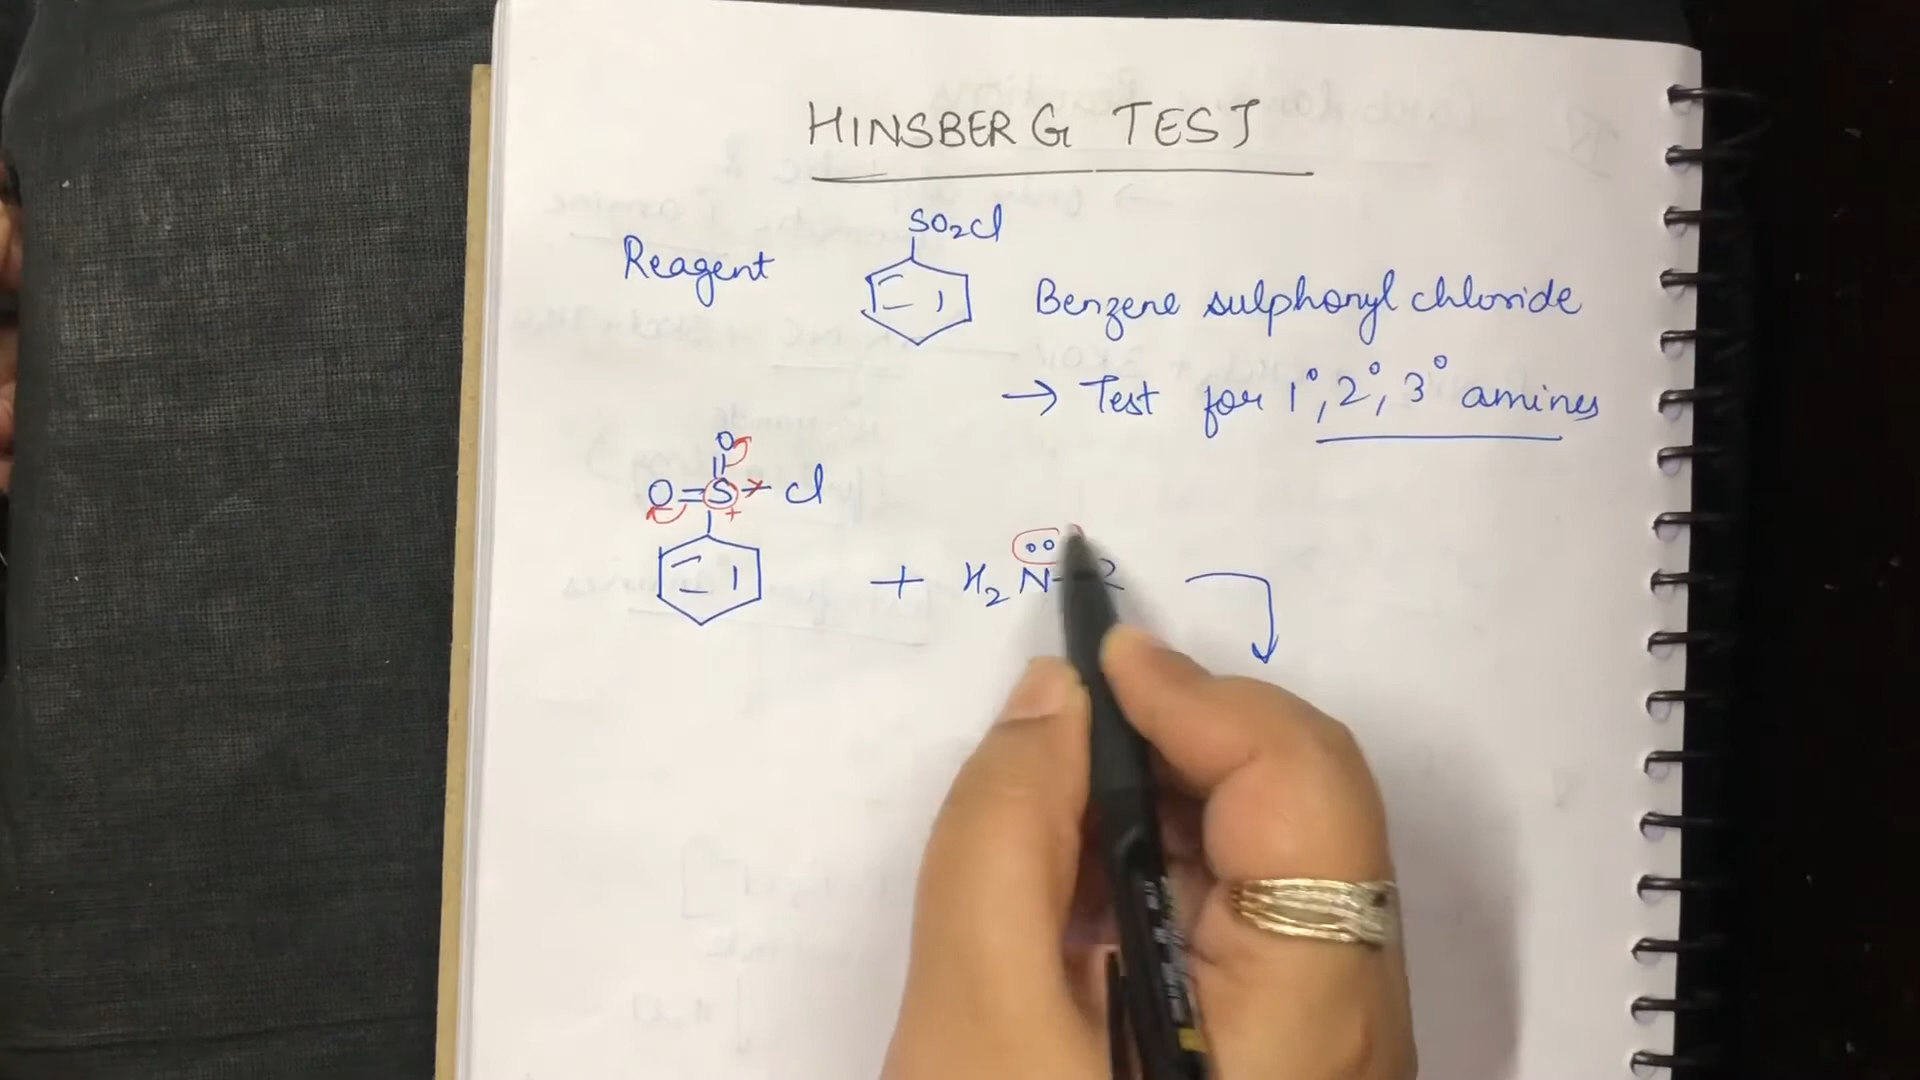 HINSBERG TEST
SO₂Cl
Reagent
Benzene sulphonyl chloride
→ Test for 1°, 2°, 3° amines
O
O=S-Cl
+
+ H₂N-R